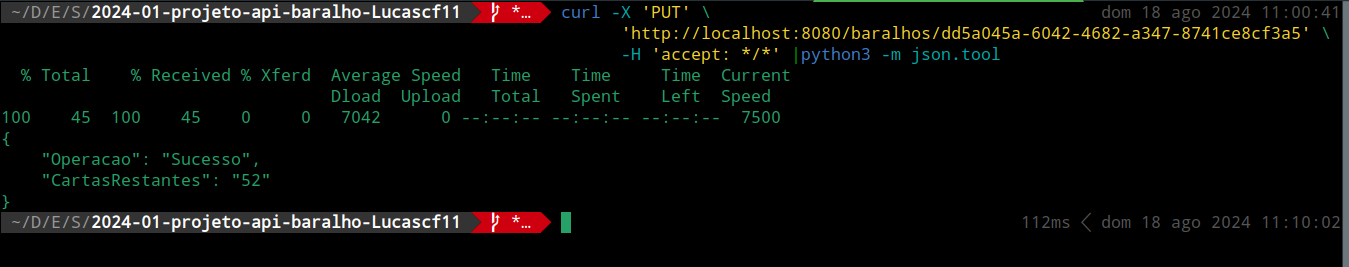 ~/D/E/S/2024-01-projeto-api-baralho-Lucascf11 *… curl -X 'PUT' \ dom 18 ago 2024 11:00:41
'http://localhost:8080/baralhos/dd5a045a-6042-4682-a347-8741ce8cf3a5' \
-H 'accept: */*' |python3 -m json.tool
% Total % Received % Xferd Average Speed Time Time Time Current
Dload Upload Total Spent Left Speed
100 45 100 45 0 0 7042 0 --:--:-- --:--:-- --:--:-- 7500
{
"Operacao": "Sucesso",
"CartasRestantes": "52"
}
~/D/E/S/2024-01-projeto-api-baralho-Lucascf11 *… 112ms < dom 18 ago 2024 11:10:02